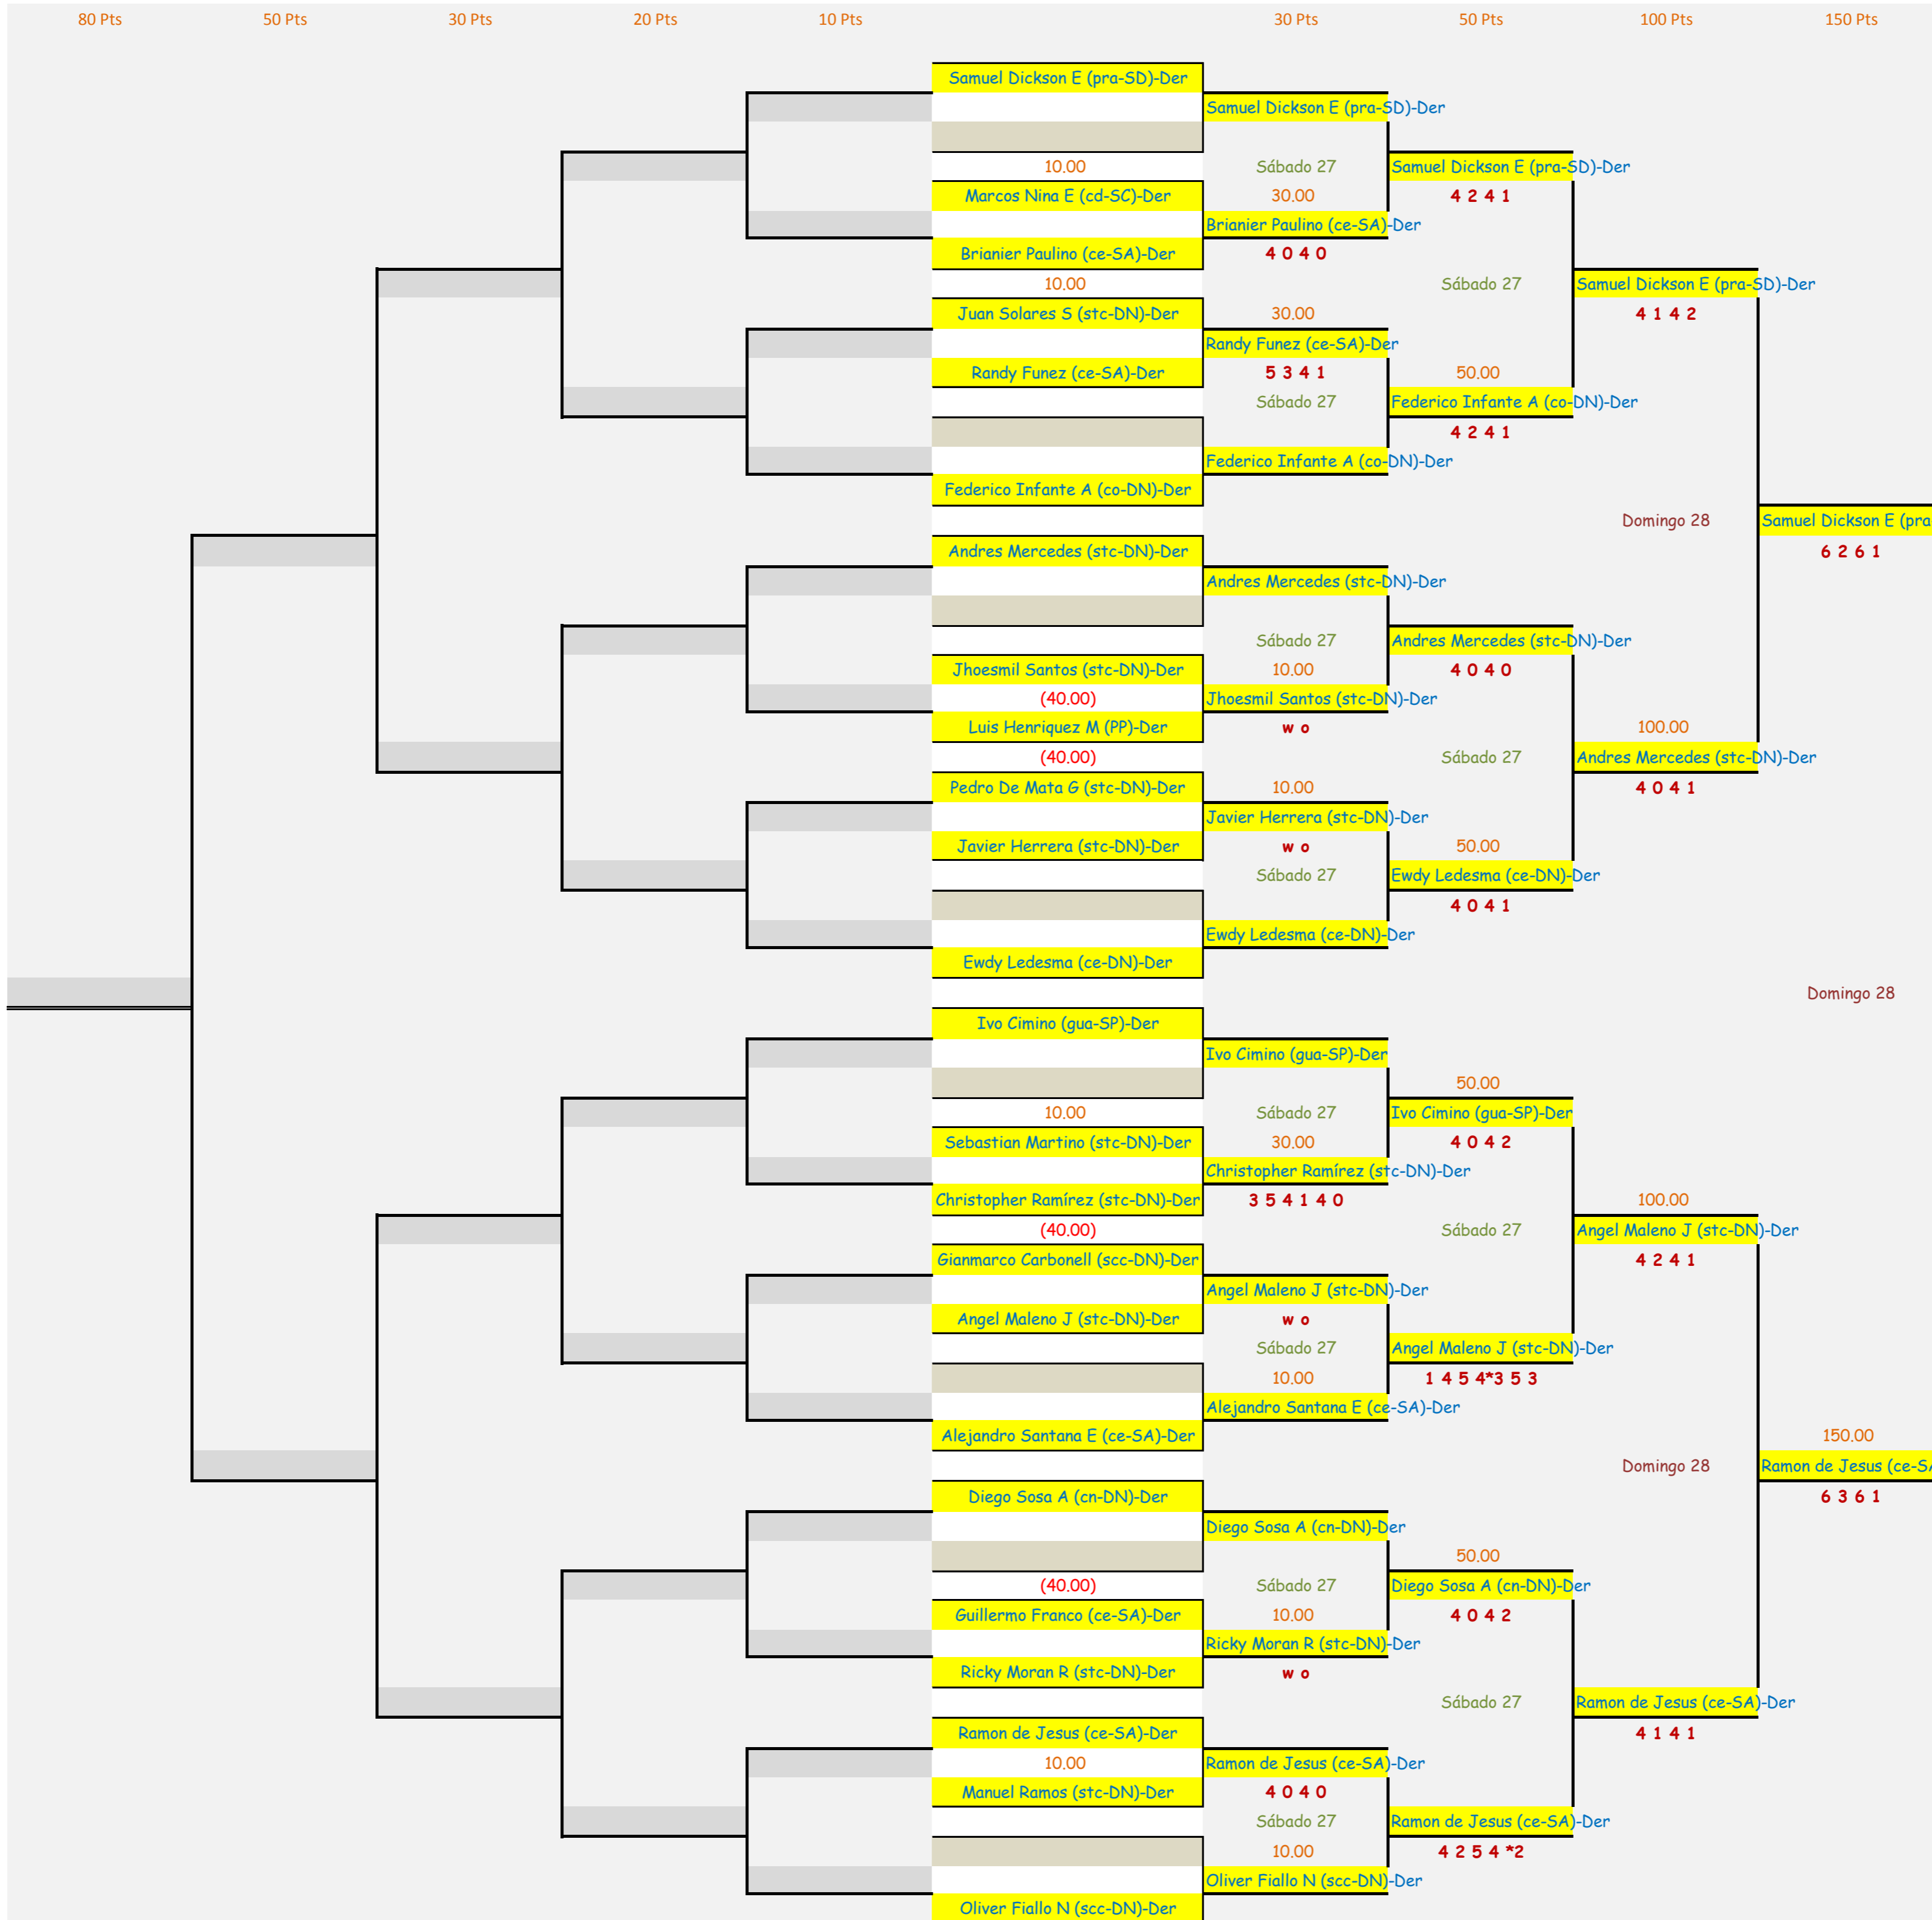 80 Pts 50 Pts 30 Pts 20 Pts 10 Pts 30 Pts 50 Pts 100 Pts 150 Pts
Samuel Dickson E (pra-SD)-Der
Samuel Dickson E (pra-SD)-Der
10.00 Sábado 27 Samuel Dickson E (pra-SD)-Der
Marcos Nina E (cd-SC)-Der 30.00 4 2 4 1
Brianier Paulino (ce-SA)-Der
Brianier Paulino (ce-SA)-Der 4 0 4 0
10.00 Sábado 27 Samuel Dickson E (pra-SD)-Der
Juan Solares S (stc-DN)-Der 30.00 4 1 4 2
Randy Funez (ce-SA)-Der
Randy Funez (ce-SA)-Der 5 3 4 1 50.00
Sábado 27 Federico Infante A (co-DN)-Der
4 2 4 1
Federico Infante A (co-DN)-Der
Federico Infante A (co-DN)-Der
Domingo 28 Samuel Dickson E (pra
Andres Mercedes (stc-DN)-Der 6 2 6 1
Andres Mercedes (stc-DN)-Der
Sábado 27 Andres Mercedes (stc-DN)-Der
Jhoesmil Santos (stc-DN)-Der 10.00 4 0 4 0
(40.00) Jhoesmil Santos (stc-DN)-Der
Luis Henriquez M (PP)-Der w o 100.00
(40.00) Sábado 27 Andres Mercedes (stc-DN)-Der
Pedro De Mata G (stc-DN)-Der 10.00 4 0 4 1
Javier Herrera (stc-DN)-Der
Javier Herrera (stc-DN)-Der w o 50.00
Sábado 27 Ewdy Ledesma (ce-DN)-Der
4 0 4 1
Ewdy Ledesma (ce-DN)-Der
Ewdy Ledesma (ce-DN)-Der
Domingo 28
Ivo Cimino (gua-SP)-Der
Ivo Cimino (gua-SP)-Der
50.00
10.00 Sábado 27 Ivo Cimino (gua-SP)-Der
Sebastian Martino (stc-DN)-Der 30.00 4 0 4 2
Christopher Ramírez (stc-DN)-Der
Christopher Ramírez (stc-DN)-Der 3 5 4 1 4 0 100.00
(40.00) Sábado 27 Angel Maleno J (stc-DN)-Der
Gianmarco Carbonell (scc-DN)-Der 4 2 4 1
Angel Maleno J (stc-DN)-Der
Angel Maleno J (stc-DN)-Der w o
Sábado 27 Angel Maleno J (stc-DN)-Der
10.00 1 4 5 4*3 5 3
Alejandro Santana E (ce-SA)-Der
Alejandro Santana E (ce-SA)-Der 150.00
Domingo 28 Ramon de Jesus (ce-SA
Diego Sosa A (cn-DN)-Der 6 3 6 1
Diego Sosa A (cn-DN)-Der
50.00
(40.00) Sábado 27 Diego Sosa A (cn-DN)-Der
Guillermo Franco (ce-SA)-Der 10.00 4 0 4 2
Ricky Moran R (stc-DN)-Der
Ricky Moran R (stc-DN)-Der w o
Sábado 27 Ramon de Jesus (ce-SA)-Der
Ramon de Jesus (ce-SA)-Der 4 1 4 1
10.00 Ramon de Jesus (ce-SA)-Der
Manuel Ramos (stc-DN)-Der 4 0 4 0
Sábado 27 Ramon de Jesus (ce-SA)-Der
10.00 4 2 5 4 *2
Oliver Fiallo N (scc-DN)-Der
Oliver Fiallo N (scc-DN)-Der